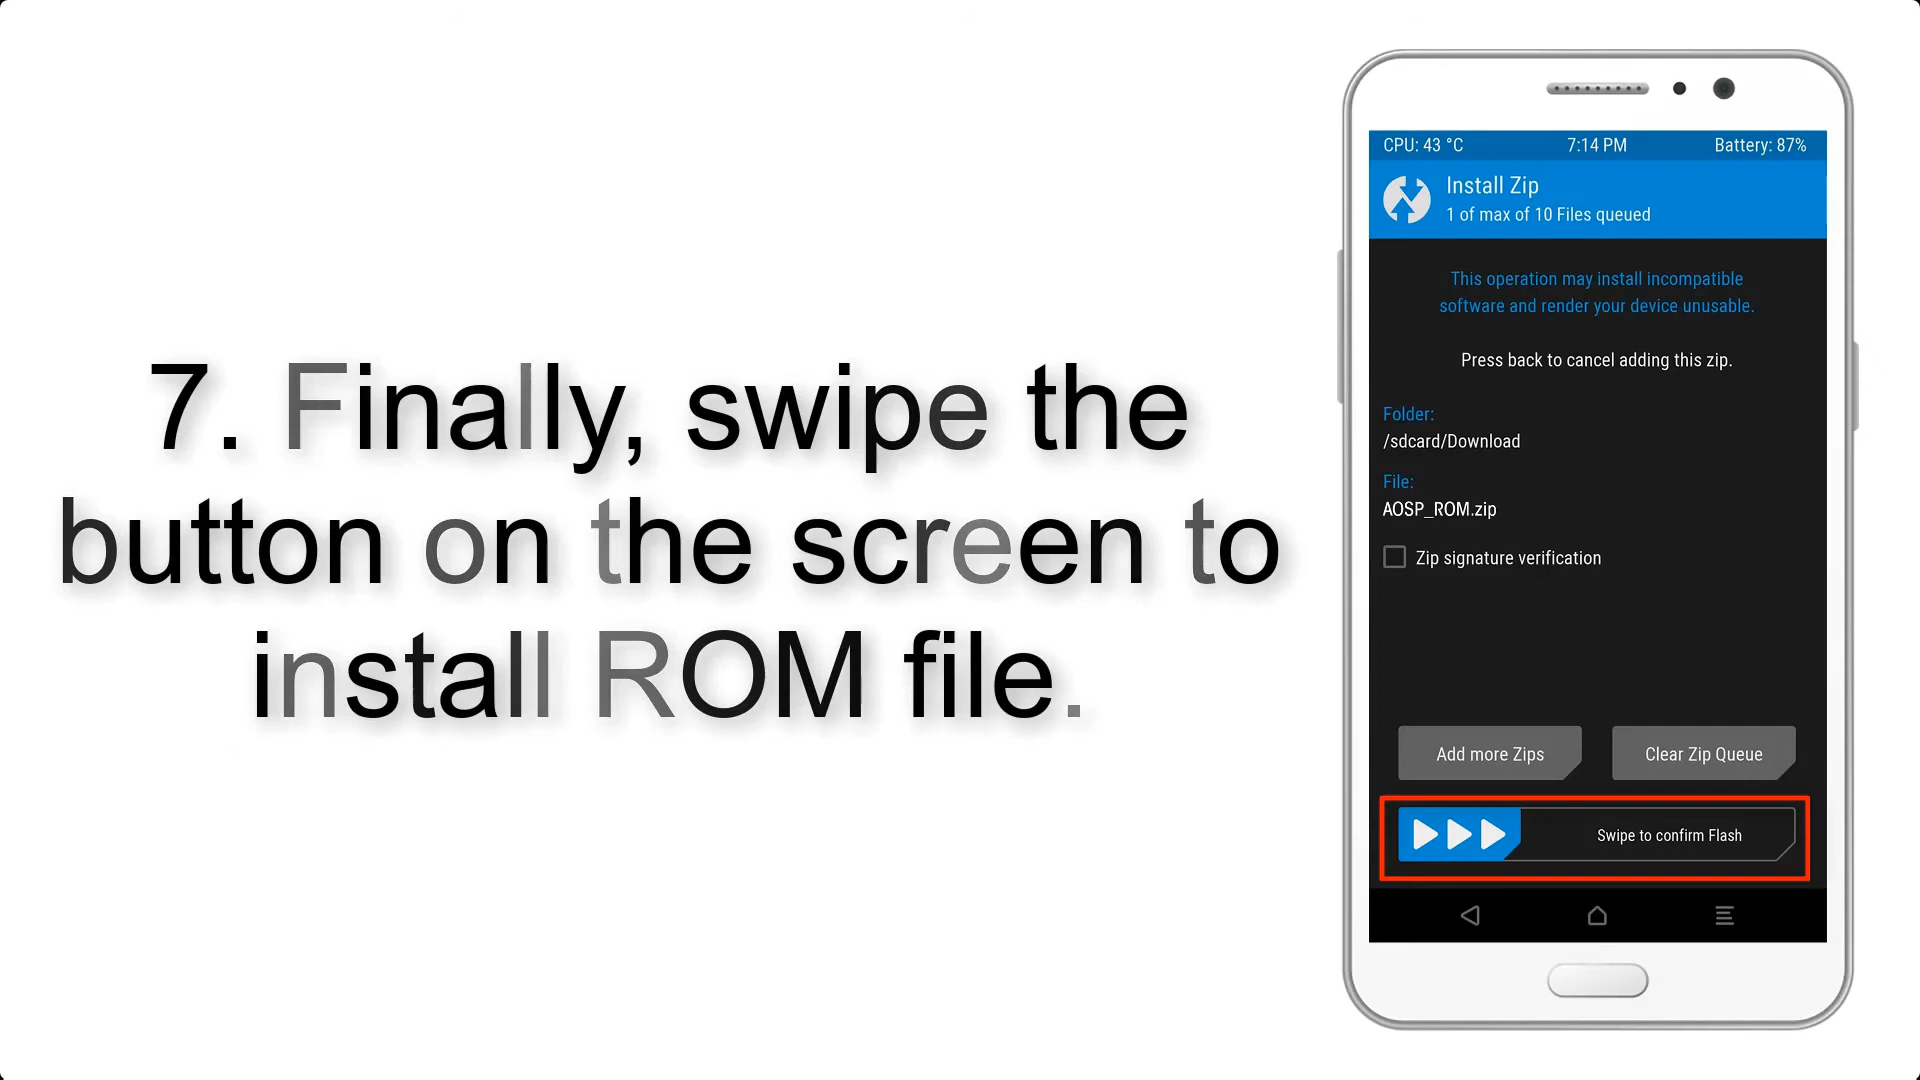 7. Finally, swipe the
button on the screen to
install ROM file.
CPU: 43 °C 7:14 PM Battery: 87%
Install Zip
1 of max of 10 Files queued
This operation may install incompatible
software and render your device unusable.
Press back to cancel adding this zip.
Folder:
/sdcard/Download
File:
AOSP_ROM.zip
Zip signature verification
Add more Zips Clear Zip Queue
Swipe to confirm Flash